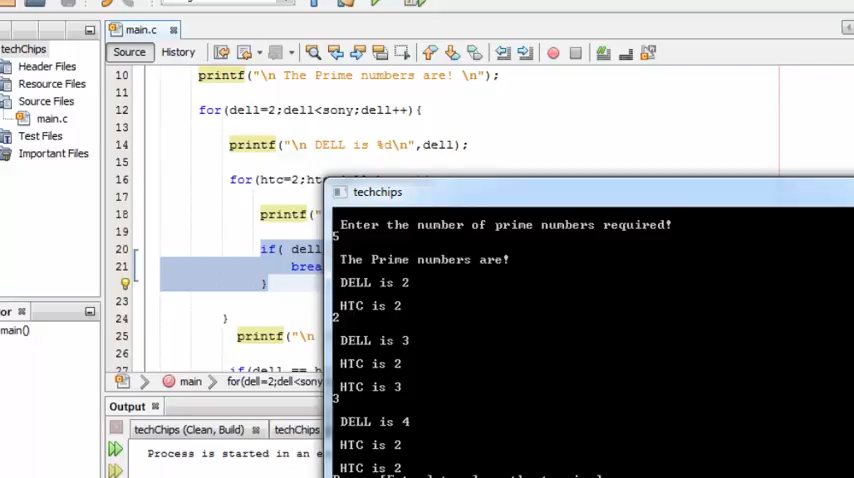 main.c
techChips
Source History
Header Files
Resource Files
Source Files
main.c
Test Files
Important Files
10 printf("\n The Prime numbers are! \n");
11
12 for(dell=2;dell<sony;dell++){
13
14 printf("\n DELL is %d\n",dell);
15
16 for(htc=2;
17
18 printf("
19
20 if( dell
21 brea
}
23
24 }
25 printf("\n
26
27 if(dell ==
main for(dell=2;dell<sony
main()
Output
techChips (Clean, Build) techChips
Process is started in an e
techchips
Enter the number of prime numbers required!
5
The Prime numbers are!
DELL is 2
HTC is 2
2
DELL is 3
HTC is 2
HTC is 3
3
DELL is 4
HTC is 2
HTC is 2